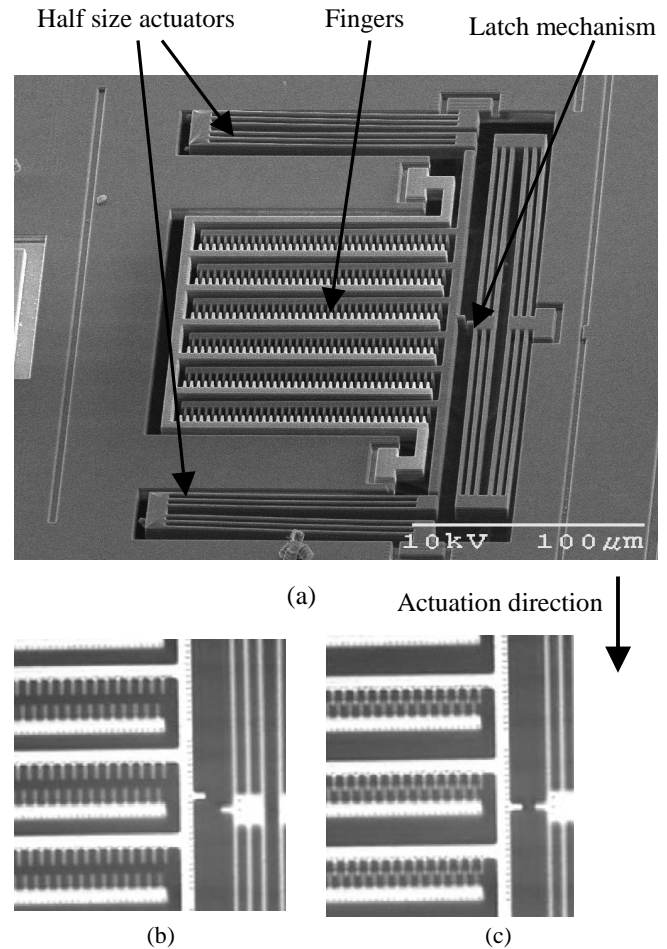 Half size actuators Fingers Latch mechanism
10kV 100μm
(a)
Actuation direction
(b) (c)